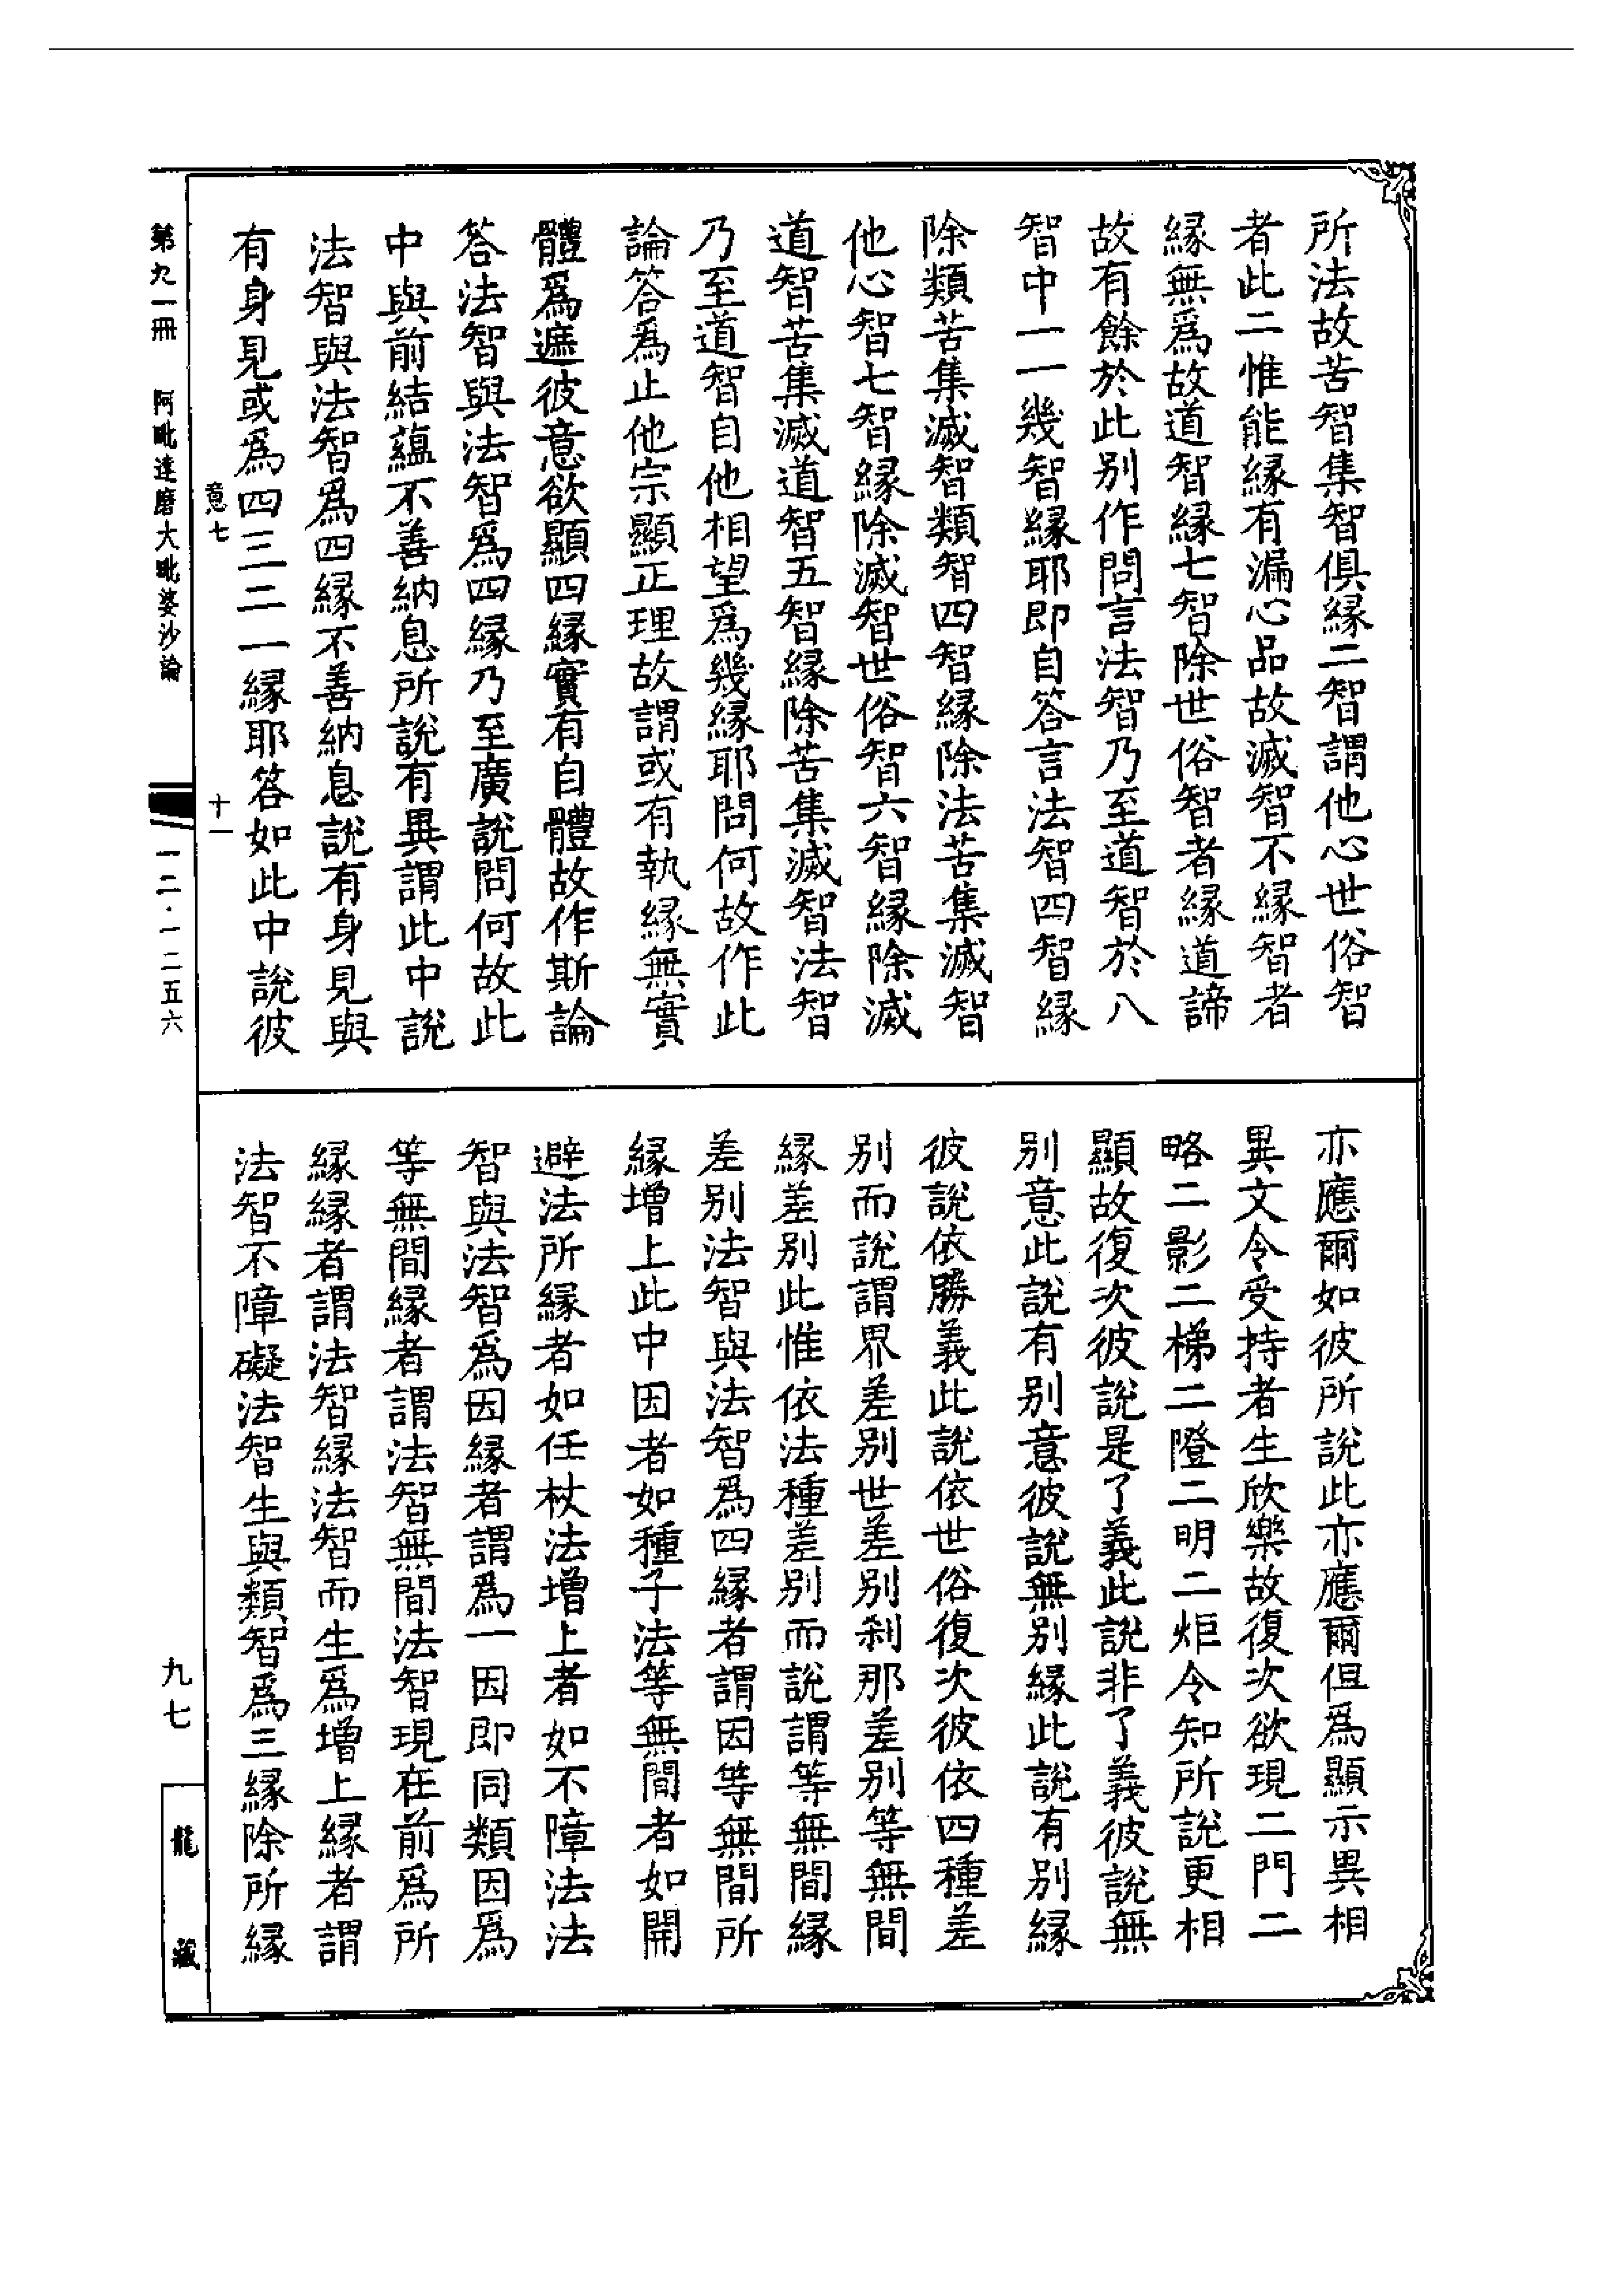 所法故苦智集智俱緣二智謂他心世俗智
者此二惟能緣有漏心品故滅智不緣智者
緣無爲故道智緣七智除世俗智者緣道諦
故有餘於此別作問言法智乃至道智於八
智中一一幾智緣耶即自答言法智四智緣
除類苦集滅智類智四智緣除法苦集滅智
他心智七智緣除滅智世俗智六智緣除滅
道智苦集滅道智五智緣除苦集滅智法智
乃至道智自他相望爲幾緣耶問何故作此
論答爲止他宗顯正理故謂或有執緣無實
體爲遮彼意欲顯四緣實有自體故作斯論
答法智與法智爲四緣乃至廣說問何故此
中與前結蘊不善納息所說有異謂此中說
法智與法智爲四緣不善納息說有身見與
有身見或爲四三二一緣耶答如此中說彼
亦應爾如彼所說此亦應爾但爲顯示異相
異文令受持者生欣樂故復次欲現二門二
略二影二梯二隥二明二炬令知所說更相
顯故復次彼說是了義此說非了義彼說無
別意此說有別意彼說無別緣此說有別緣
彼說依勝義此說依世俗復次彼依四種差
別而說謂界差別世差別剎那差別等無間
緣差別此惟依法種差別而說謂等無間緣
差別法智與法智爲四緣者謂因等無間所
緣增上此中因者如種子法等無間者如開
避法所緣者如任杖法增上者如不障法法
智與法智爲因緣者謂爲一因即同類因爲
等無間緣者謂法智無間法智現在前爲所
緣緣者謂法智緣法智而生爲增上緣者謂
法智不障礙法智生與類智爲三緣除所緣
意七
十一
第九一冊 阿毗達磨大毗婆沙論
一二·一二五六
九七
龍藏